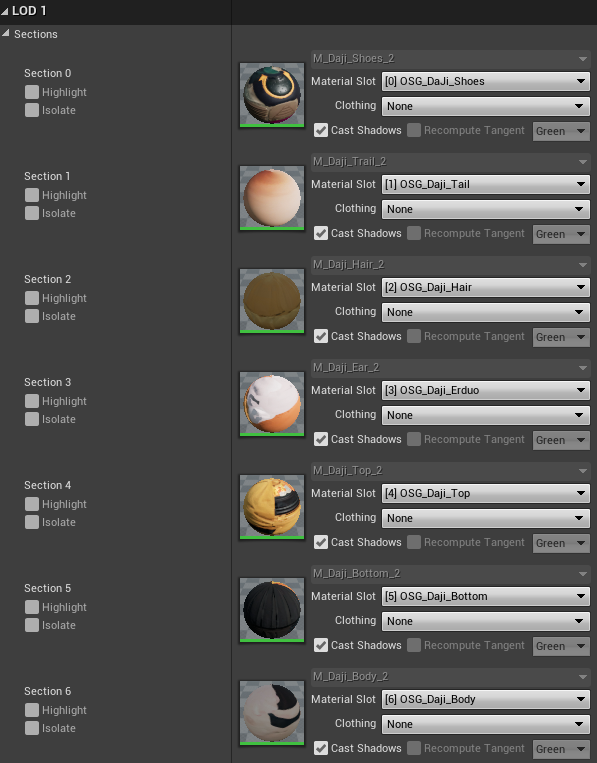 LOD 1
Sections
M_Daji_Shoes_2
Section 0
Material Slot [0] OSG_DaJi_Shoes
Highlight
Clothing None
Isolate
Cast Shadows Recompute Tangent Green
M_Daji_Trail_2
Section 1
Material Slot [1] OSG_Daji_Tail
Highlight
Clothing None
Isolate
Cast Shadows Recompute Tangent Green
M_Daji_Hair_2
Section 2
Material Slot [2] OSG_Daji_Hair
Highlight
Clothing None
Isolate
Cast Shadows Recompute Tangent Green
M_Daji_Ear_2
Section 3
Material Slot [3] OSG_Daji_Erduo
Highlight
Clothing None
Isolate
Cast Shadows Recompute Tangent Green
M_Daji_Top_2
Section 4
Material Slot [4] OSG_Daji_Top
Highlight
Clothing None
Isolate
Cast Shadows Recompute Tangent Green
M_Daji_Bottom_2
Section 5
Material Slot [5] OSG_Daji_Bottom
Highlight
Clothing None
Isolate
Cast Shadows Recompute Tangent Green
M_Daji_Body_2
Section 6
Material Slot [6] OSG_Daji_Body
Highlight
Clothing None
Isolate
Cast Shadows Recompute Tangent Green